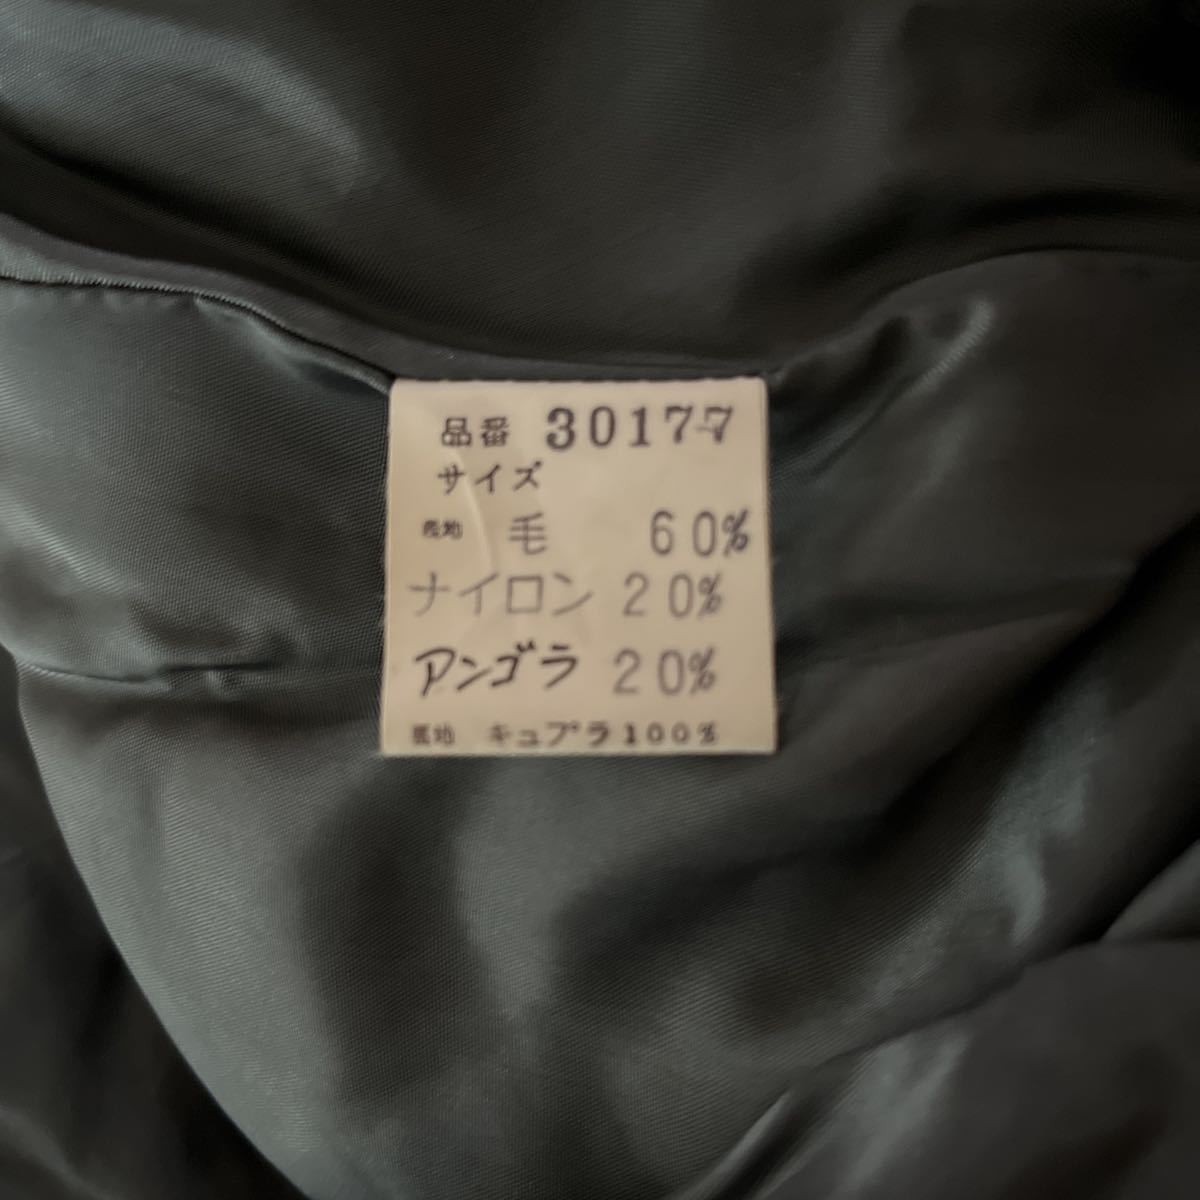 品番 30177
サイズ
表地 毛 60%
ナイロン 20%
アンゴラ 20%
裏地 キュプラ100%